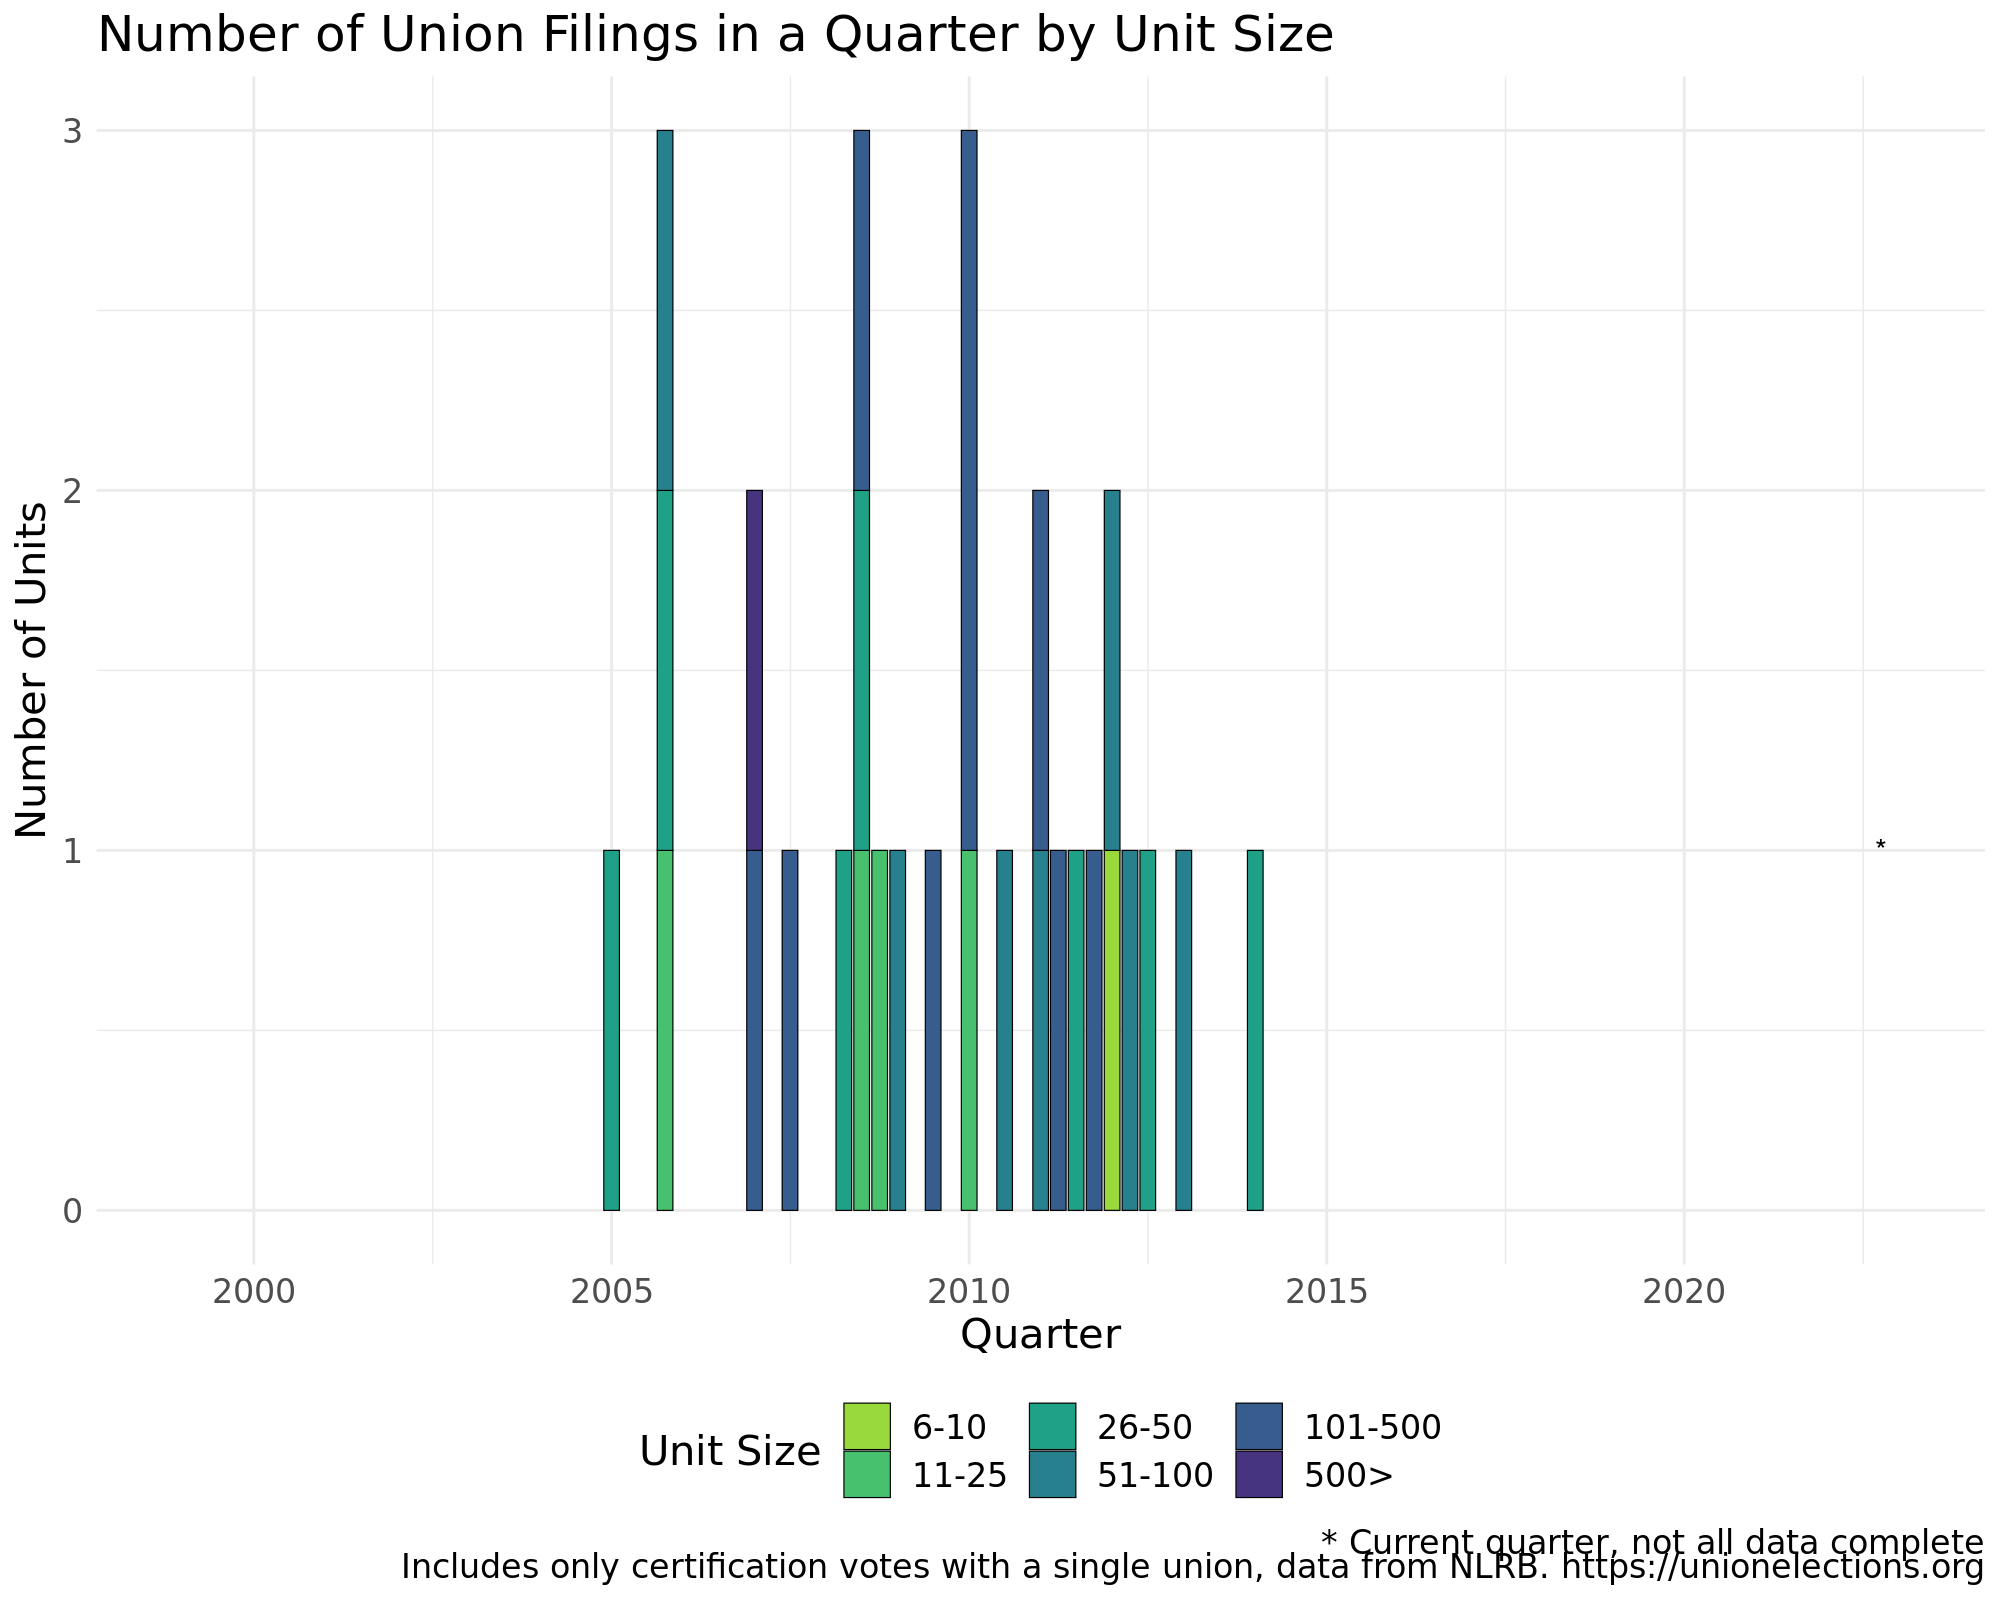 Number of Union Filings in a Quarter by Unit Size
3
2
1
0
Number of Units
*
2000 2005 2010 2015 2020
Quarter
Unit Size
6-10 26-50 101-500
11-25 51-100 500>
* Current quarter, not all data complete
Includes only certification votes with a single union, data from NLRB. https://unionelections.org